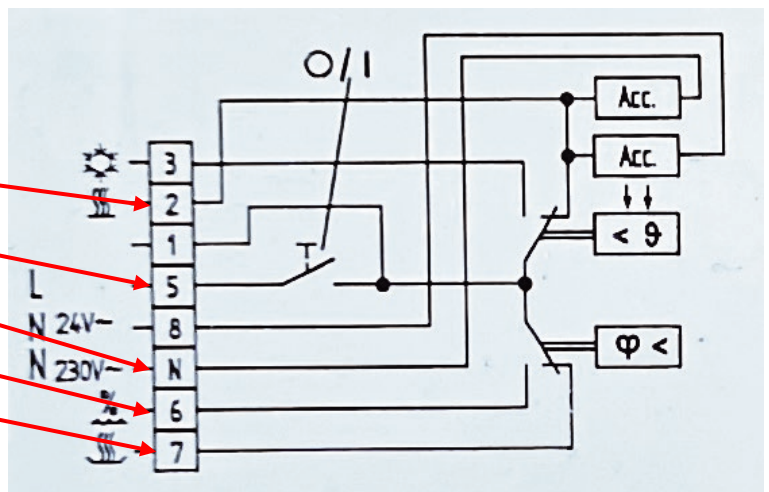 O/I
Acc.
Acc.
< ϑ
φ <
3
2
1
L 5
N 24V~ 8
N 230V~ N
% 6
7